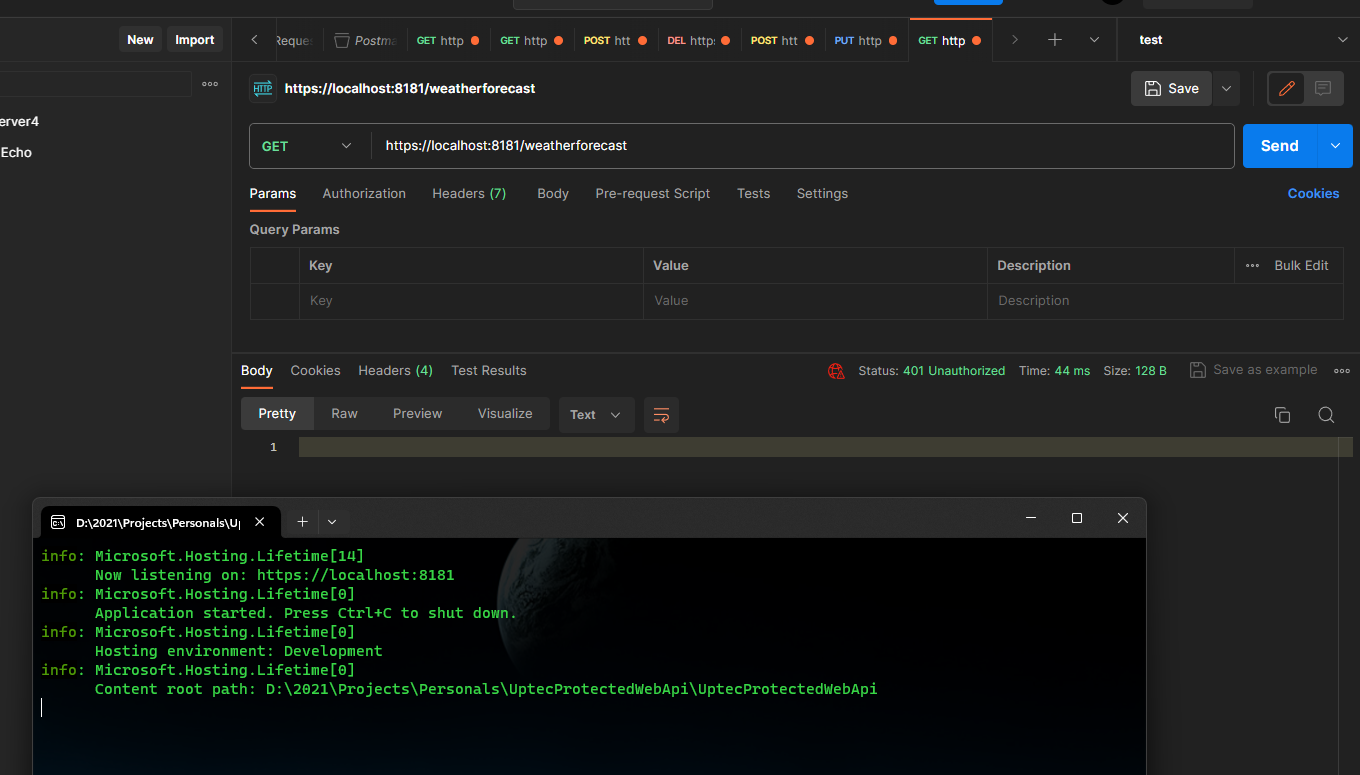 New Import
Reque Postma GET http GET http POST htt DEL http: POST htt PUT http GET http test
HTTP https://localhost:8181/weatherforecast Save
erver4
Echo
GET https://localhost:8181/weatherforecast Send
Params Authorization Headers (7) Body Pre-request Script Tests Settings Cookies
Query Params
Key Value Description Bulk Edit
Key Value Description
Body Cookies Headers (4) Test Results Status: 401 Unauthorized Time: 44 ms Size: 128 B Save as example
Pretty Raw Preview Visualize Text
1
D:\2021\Projects\Personals\U
info: Microsoft.Hosting.Lifetime[14]
Now listening on: https://localhost:8181
info: Microsoft.Hosting.Lifetime[0]
Application started. Press Ctrl+C to shut down.
info: Microsoft.Hosting.Lifetime[0]
Hosting environment: Development
info: Microsoft.Hosting.Lifetime[0]
Content root path: D:\2021\Projects\Personals\UptecProtectedWebApi\UptecProtectedWebApi